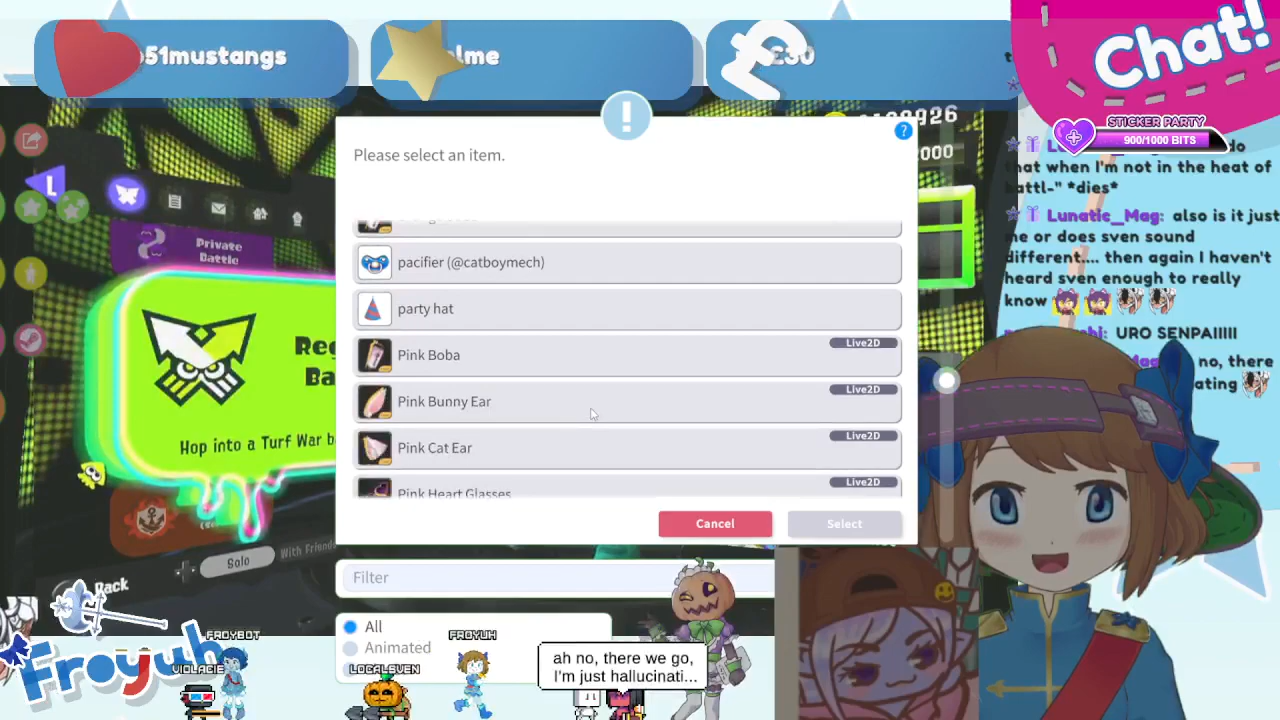 51mustangs
lme
£30
Chat!
STICKER PARTY
900/1000 BITS
that when I'm not in the heat of
battl-" *dies*
Lunatic_Mag: also is it just
me or does sven sound
different.... then again I haven't
heard sven enough to really
know
URO SENPAIIIII
no, there
Please select an item.
?
!
pacifier (@catboymech)
party hat
Pink Boba
Live2D
Pink Bunny Ear
Live2D
Pink Cat Ear
Live2D
Pink Heart Glasses
Live2D
Cancel
Select
Filter
All
Animated
L
Private
Battle
Hop into a Turf War b
Solo
With Friends
Back
Froyuh
FROYBOT
VIOLACIE
LOCALSVEN
FROYUH
ah no, there we go,
I'm just hallucinati...